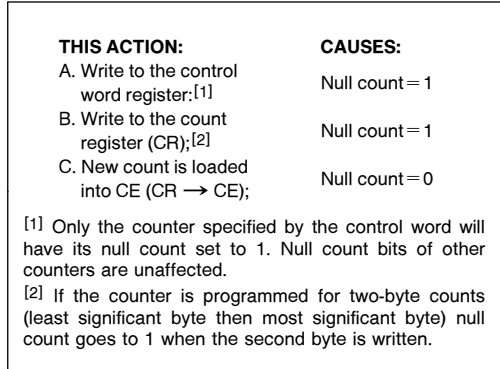 THIS ACTION: CAUSES:
A. Write to the control
word register:[1] Null count=1
B. Write to the count
register (CR);[2] Null count=1
C. New count is loaded
into CE (CR → CE); Null count=0
[1] Only the counter specified by the control word will
have its null count set to 1. Null count bits of other
counters are unaffected.
[2] If the counter is programmed for two-byte counts
(least significant byte then most significant byte) null
count goes to 1 when the second byte is written.